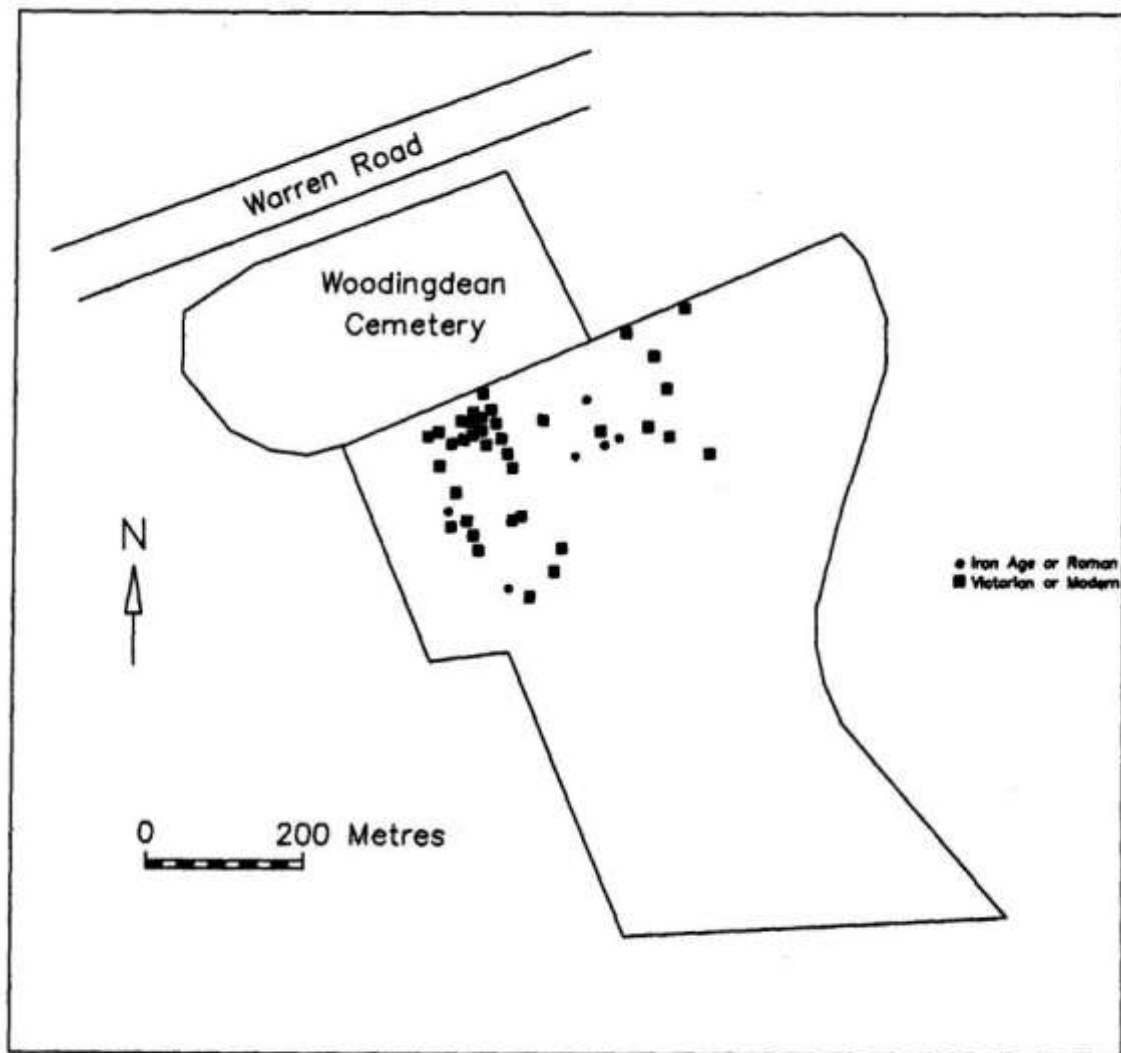 Warren Road
Woodingdean
Cemetery
N
Iron Age or Roman
Victorian or Modern
0 200 Metres